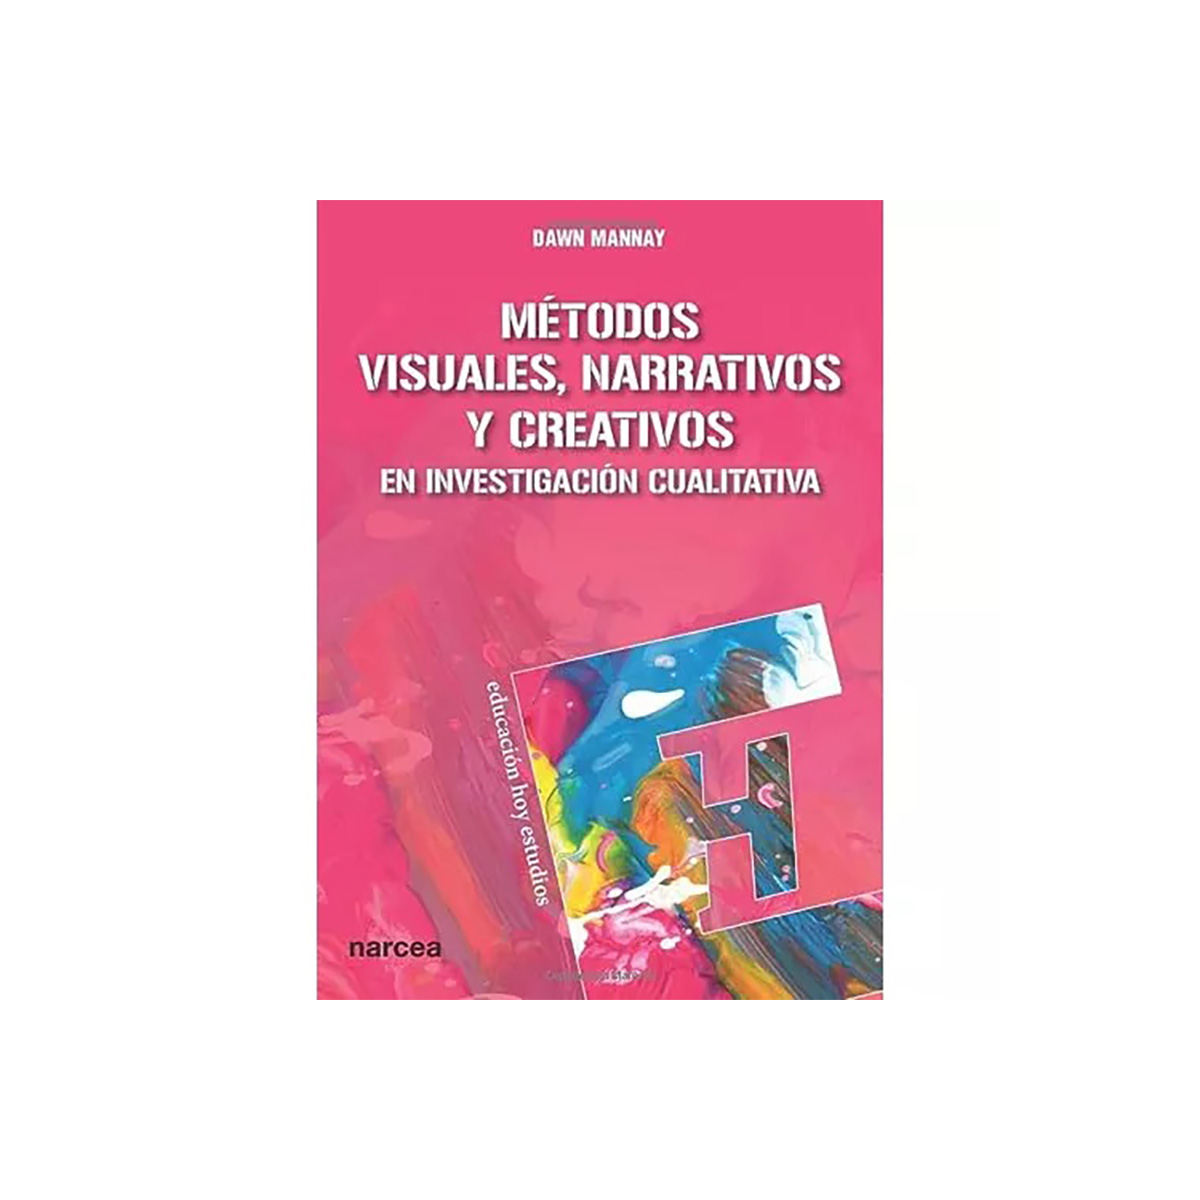 DAWN MANNAY
MÉTODOS
VISUALES, NARRATIVOS
Y CREATIVOS
EN INVESTIGACIÓN CUALITATIVA
educación hoy estudios
narcea